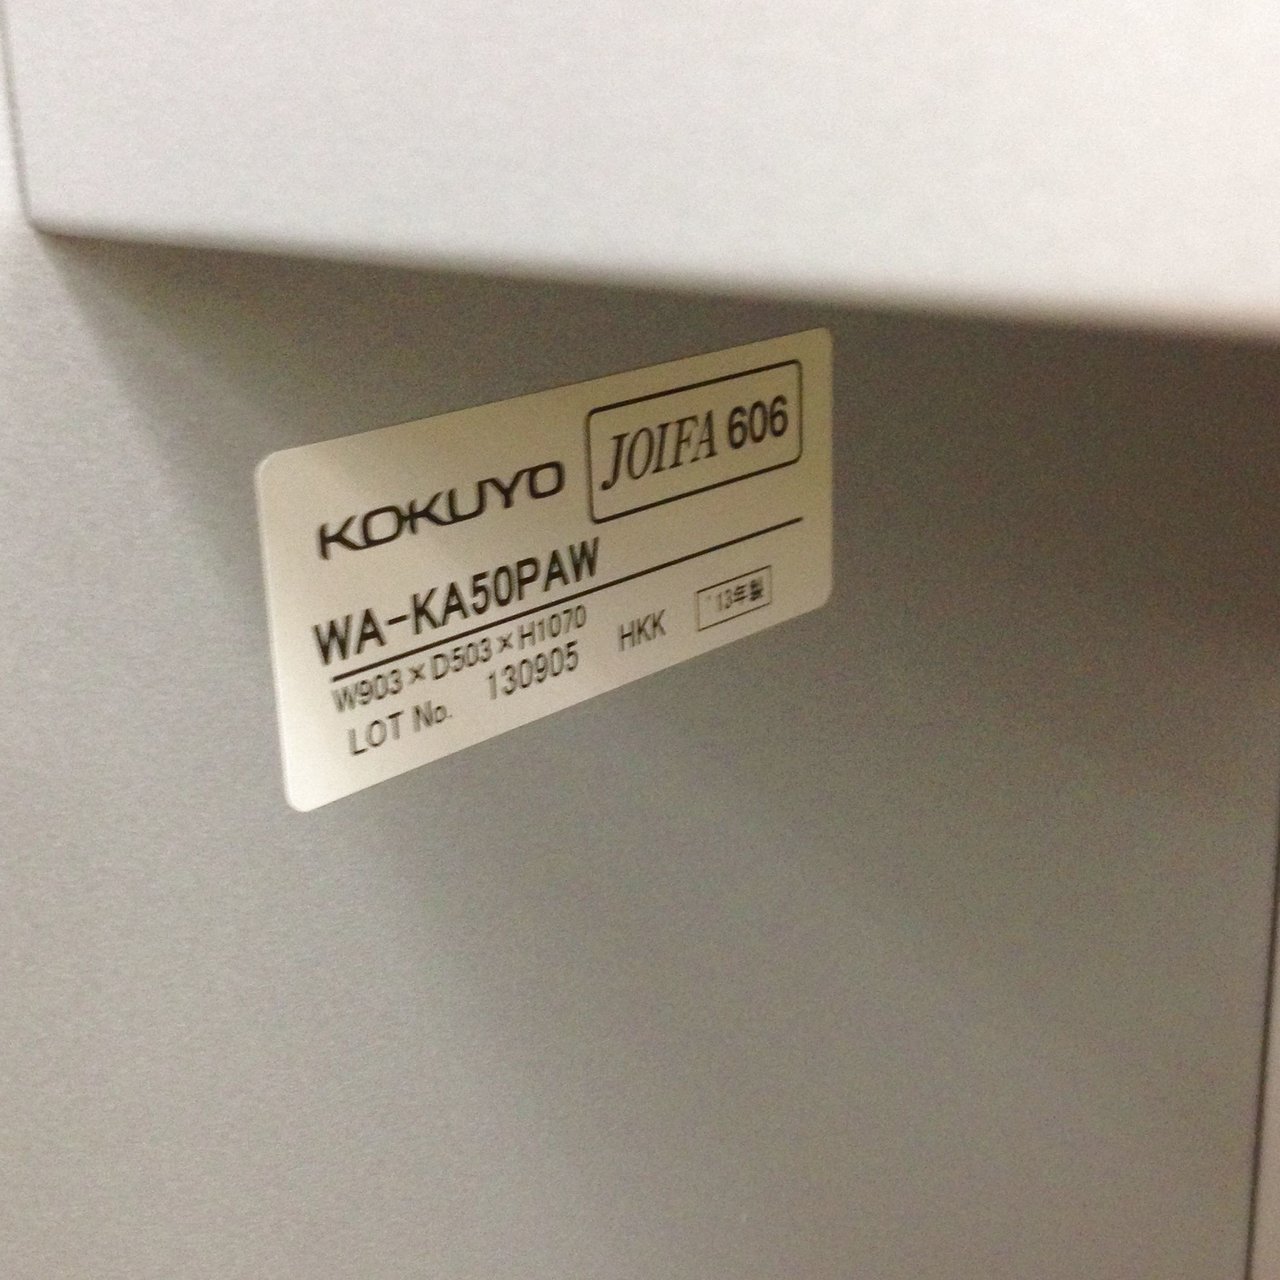 KOKUYO JOIFA 606
WA-KA50PAW
W903×D503×H1070
LOT No. 130905 HKK '13年製